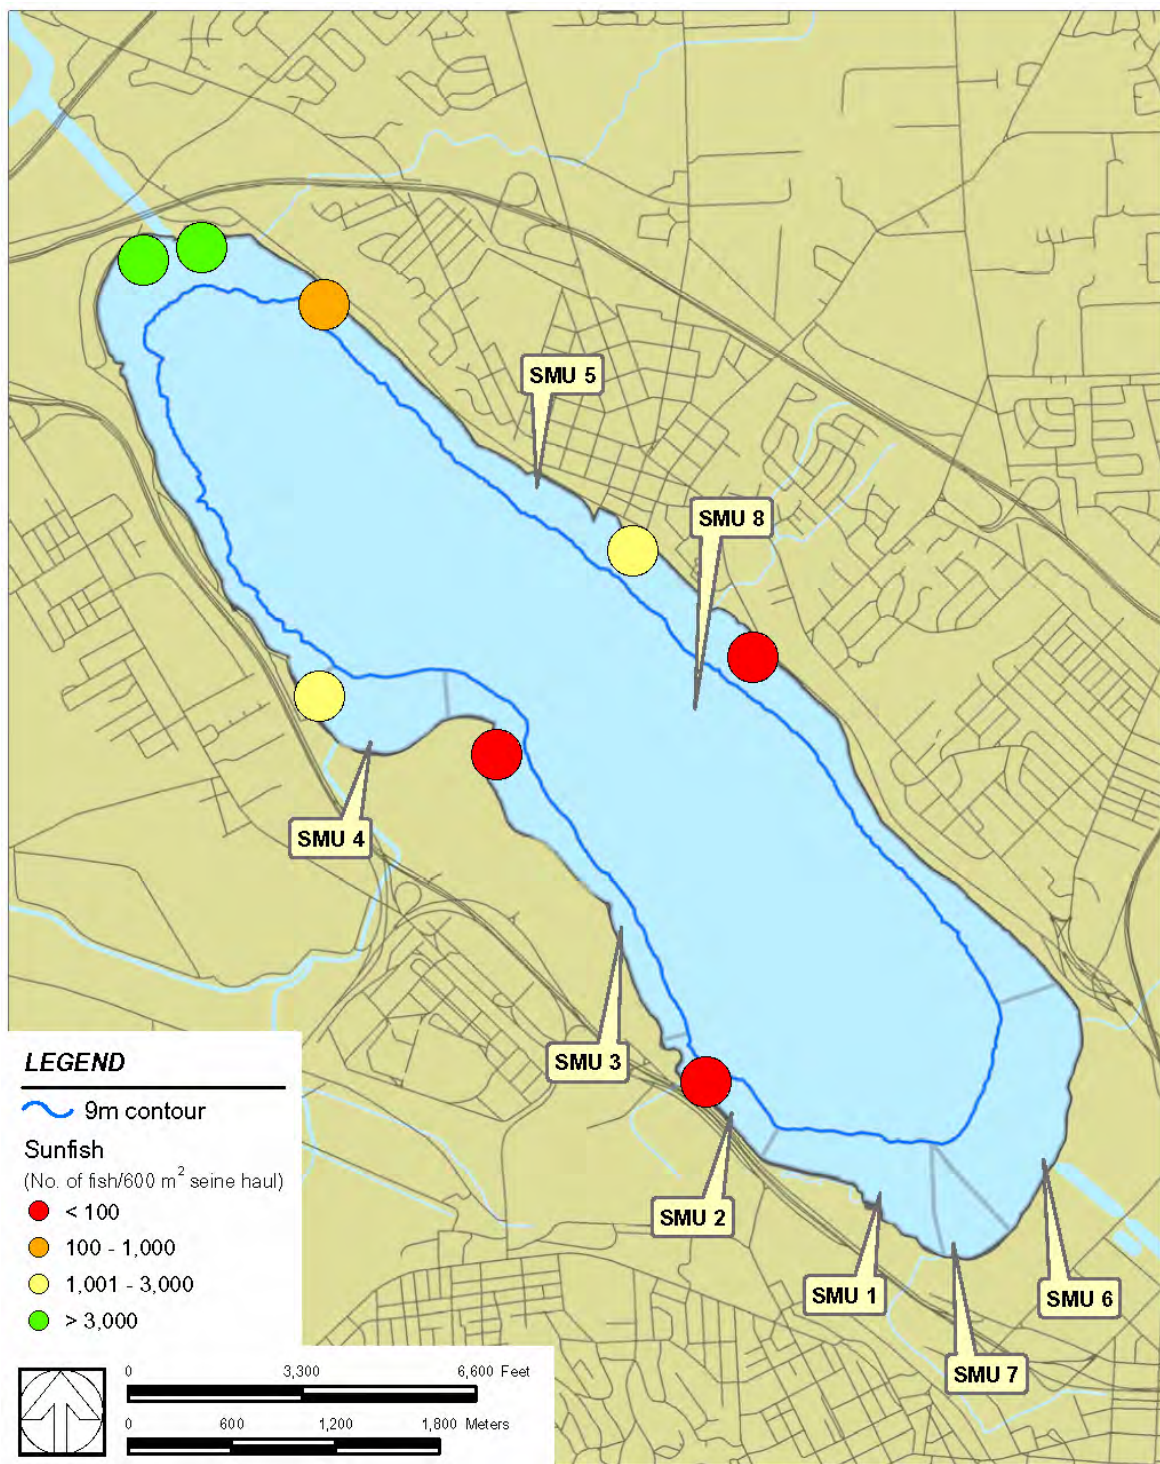 SMU 5
SMU 8
SMU 4
SMU 3
SMU 2
SMU 1
SMU 6
SMU 7
LEGEND
9m contour
Sunfish
(No. of fish/600 m² seine haul)
< 100
100 - 1,000
1,001 - 3,000
> 3,000
0 3,300 6,600 Feet
0 600 1,200 1,800 Meters